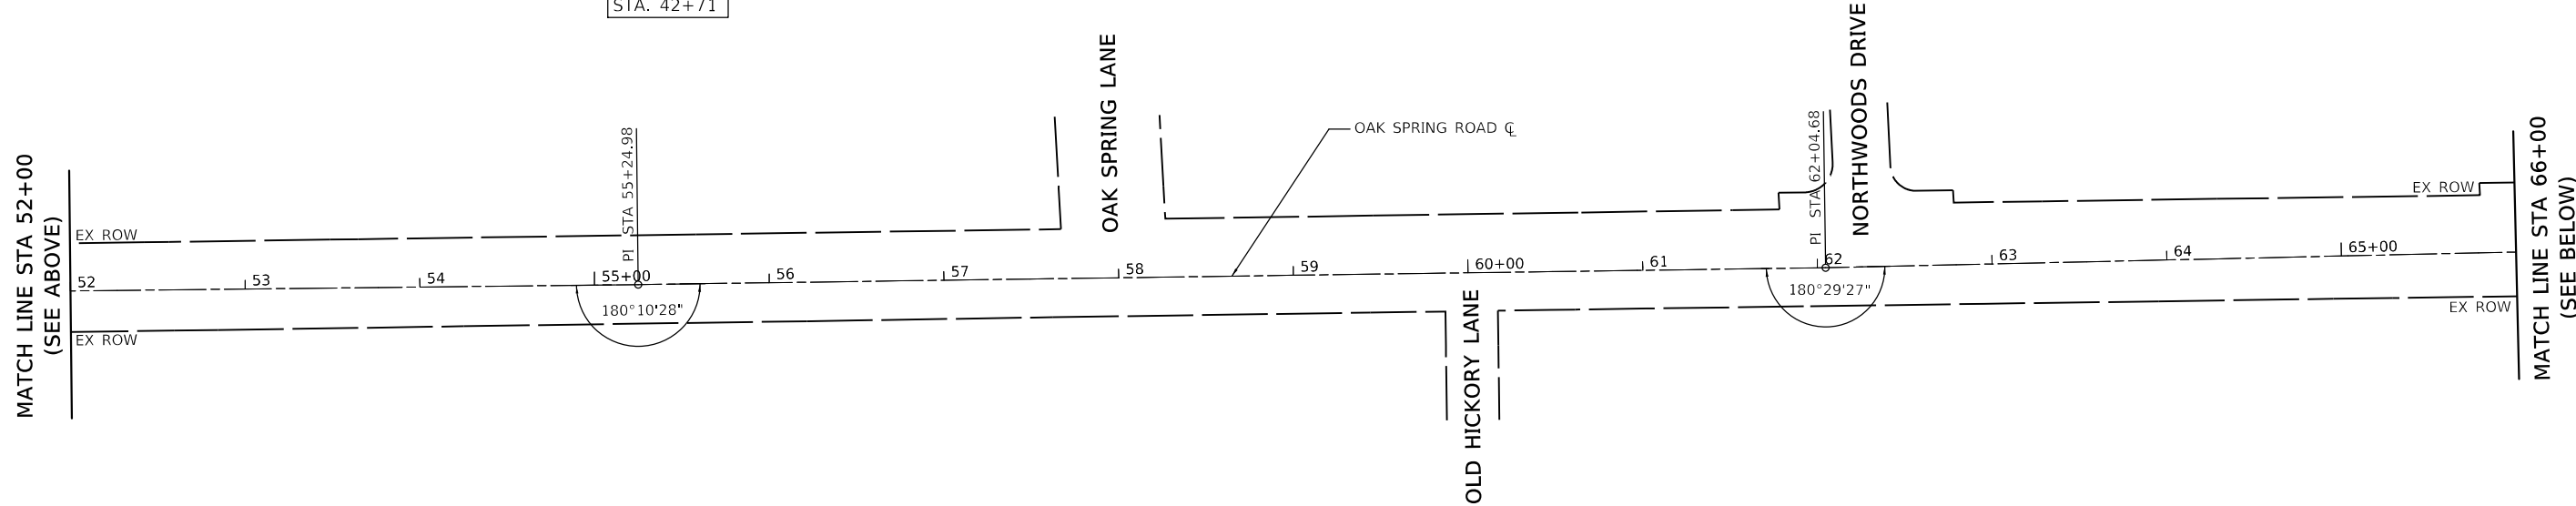 STA. 42+71
MATCH LINE STA 52+00
(SEE ABOVE)
EX ROW
EX ROW
52
53
54
55+00
PI STA 55+24.98
180°10'28"
56
57
OAK SPRING LANE
58
OAK SPRING ROAD ℄
59
60+00
OLD HICKORY LANE
61
PI STA 62+04.68
62
180°29'27"
NORTHWOODS DRIVE
63
64
65+00
EX ROW
EX ROW
MATCH LINE STA 66+00
(SEE BELOW)